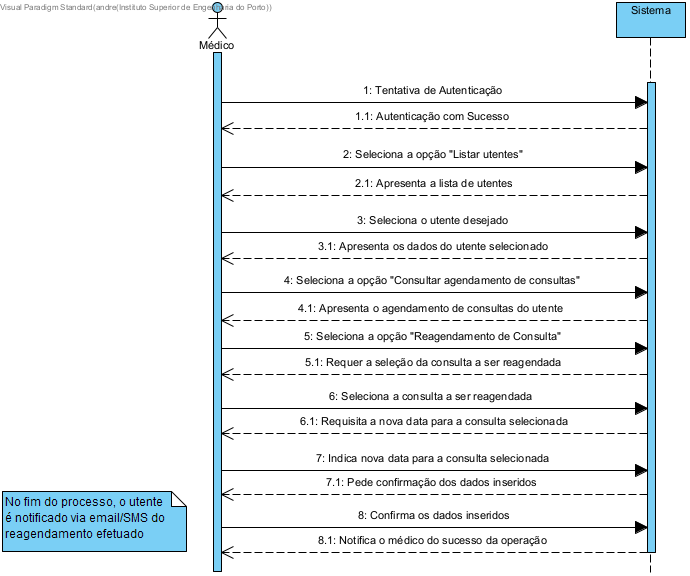 Visual Paradigm Standard(andre(Instituto Superior de Engenharia do Porto))
Médico
Sistema
1: Tentativa de Autenticação
1.1: Autenticação com Sucesso
2: Seleciona a opção "Listar utentes"
2.1: Apresenta a lista de utentes
3: Seleciona o utente desejado
3.1: Apresenta os dados do utente selecionado
4: Seleciona a opção "Consultar agendamento de consultas"
4.1: Apresenta o agendamento de consultas do utente
5: Seleciona a opção "Reagendamento de Consulta"
5.1: Requer a seleção da consulta a ser reagendada
6: Seleciona a consulta a ser reagendada
6.1: Requisita a nova data para a consulta selecionada
7: Indica nova data para a consulta selecionada
7.1: Pede confirmação dos dados inseridos
8: Confirma os dados inseridos
8.1: Notifica o médico do sucesso da operação
No fim do processo, o utente
é notificado via email/SMS do
reagendamento efetuado